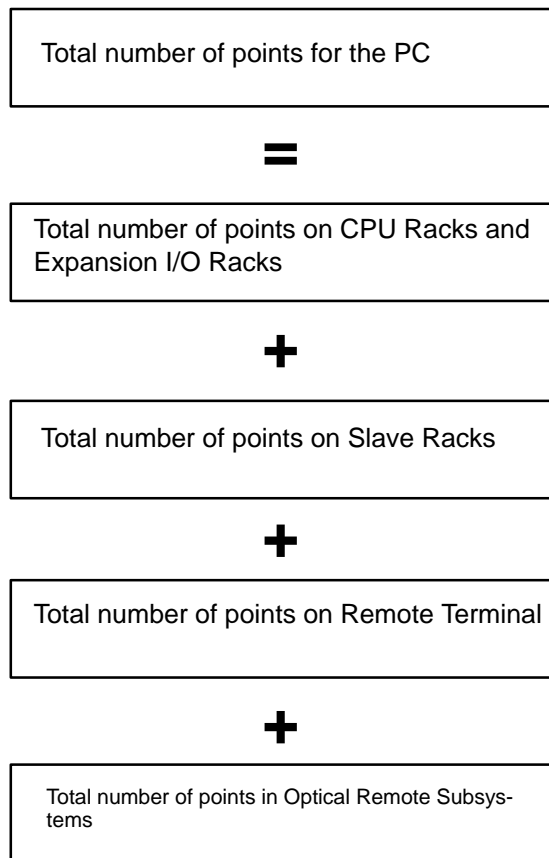 Total number of points for the PC
=
Total number of points on CPU Racks and
Expansion I/O Racks
+
Total number of points on Slave Racks
+
Total number of points on Remote Terminal
+
Total number of points in Optical Remote Subsys-
tems